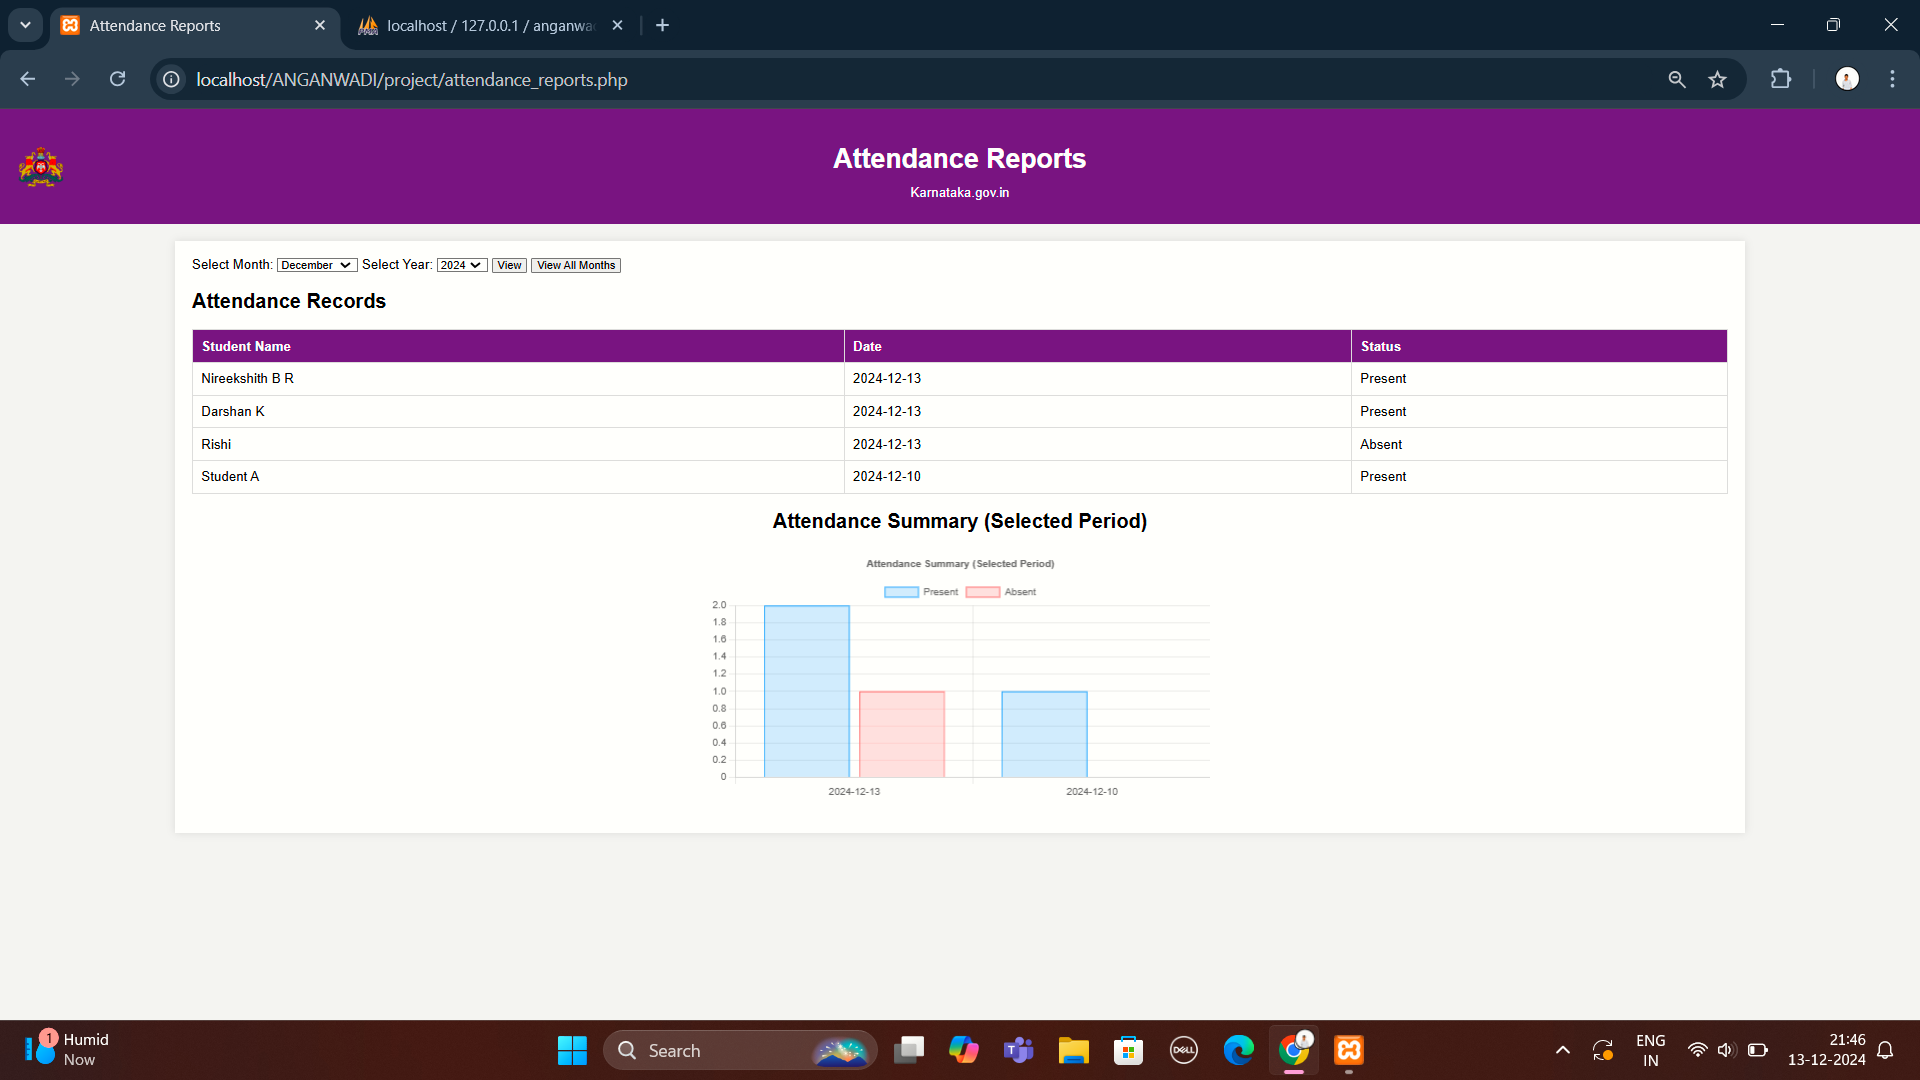 Attendance Reports
localhost / 127.0.0.1 / anganwa
localhost/ANGANWADI/project/attendance_reports.php
Attendance Reports
Karnataka.gov.in
Select Month: December Select Year: 2024 View View All Months
Attendance Records
Student Name Date Status
Nireekshith B R 2024-12-13 Present
Darshan K 2024-12-13 Present
Rishi 2024-12-13 Absent
Student A 2024-12-10 Present
Attendance Summary (Selected Period)
Attendance Summary (Selected Period)
Present Absent
2.0
1.8
1.6
1.4
1.2
1.0
0.8
0.6
0.4
0.2
0
2024-12-13 2024-12-10
1 Humid
Now
Search
DELL
ENG
IN
21:46
13-12-2024